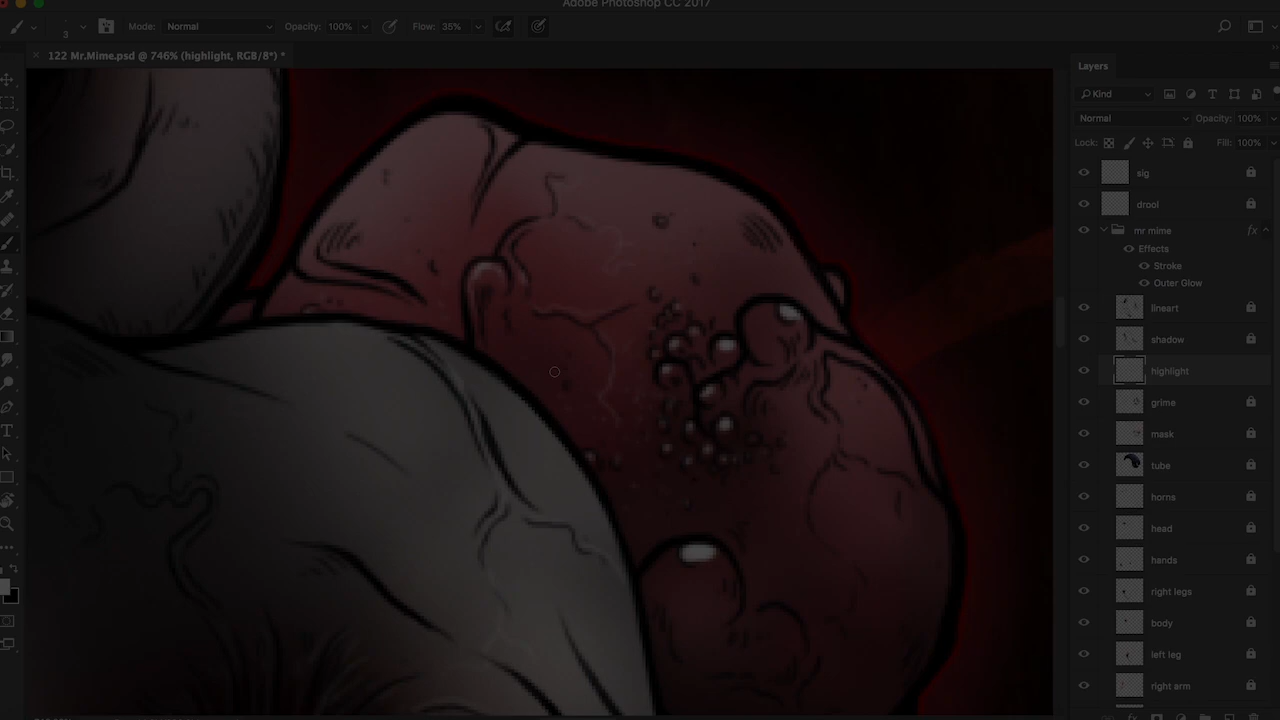 Adobe Photoshop CC 2017
3
Mode: Normal
Opacity: 100%
Flow: 35%
× 122 Mr.Mime.psd @ 746% (highlight, RGB/8*) *
Layers
Kind
Normal
Opacity: 100%
Lock:
Fill: 100%
sig
drool
mr mime
fx
Effects
Stroke
Outer Glow
lineart
shadow
highlight
grime
mask
tube
horns
head
hands
right legs
body
left leg
right arm